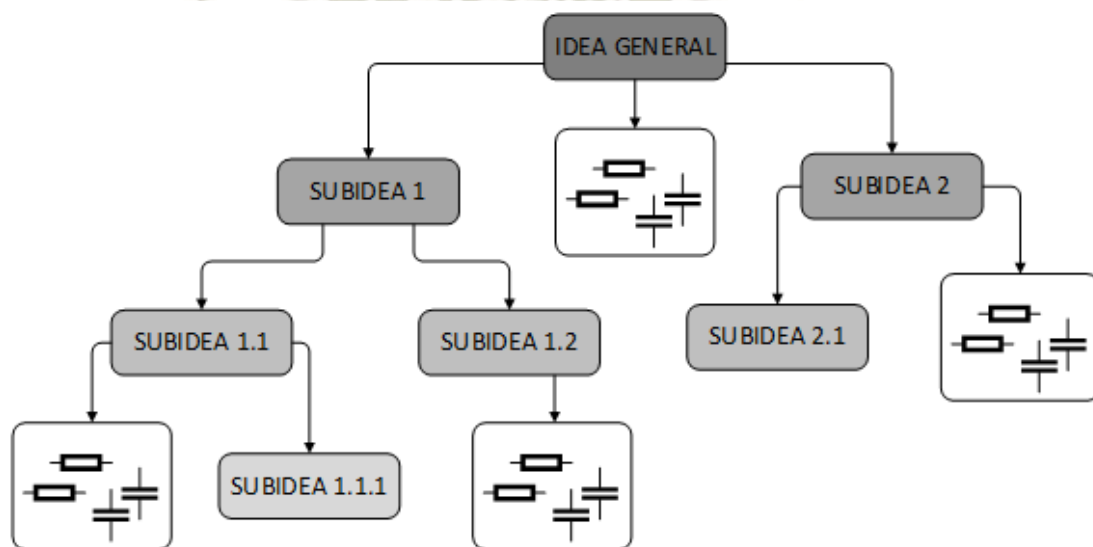 IDEA GENERAL
SUBIDEA 1
SUBIDEA 2
SUBIDEA 1.1
SUBIDEA 1.2
SUBIDEA 2.1
SUBIDEA 1.1.1